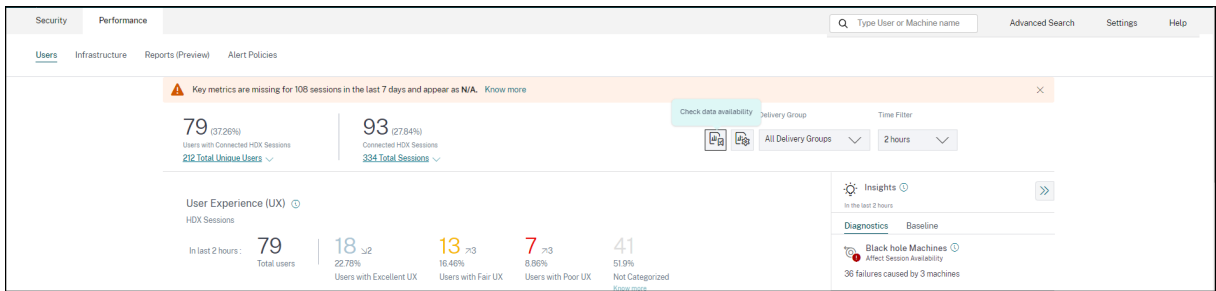 Security Performance Type User or Machine name Advanced Search Settings Help
Users Infrastructure Reports (Preview) Alert Policies
Key metrics are missing for 108 sessions in the last 7 days and appear as N/A. Know more
Check data availability
79 (37.26%)
Users with Connected HDX Sessions
212 Total Unique Users
93 (27.84%)
Connected HDX Sessions
334 Total Sessions
Delivery Group
All Delivery Groups
Time Filter
2 hours
User Experience (UX)
HDX Sessions
In last 2 hours :
79
Total users
18 2
22.78%
Users with Excellent UX
13 3
16.46%
Users with Fair UX
7 3
8.86%
Users with Poor UX
41
51.9%
Not Categorized
Know more
Insights
In the last 2 hours
Diagnostics Baseline
Black hole Machines
Affect Session Availability
36 failures caused by 3 machines